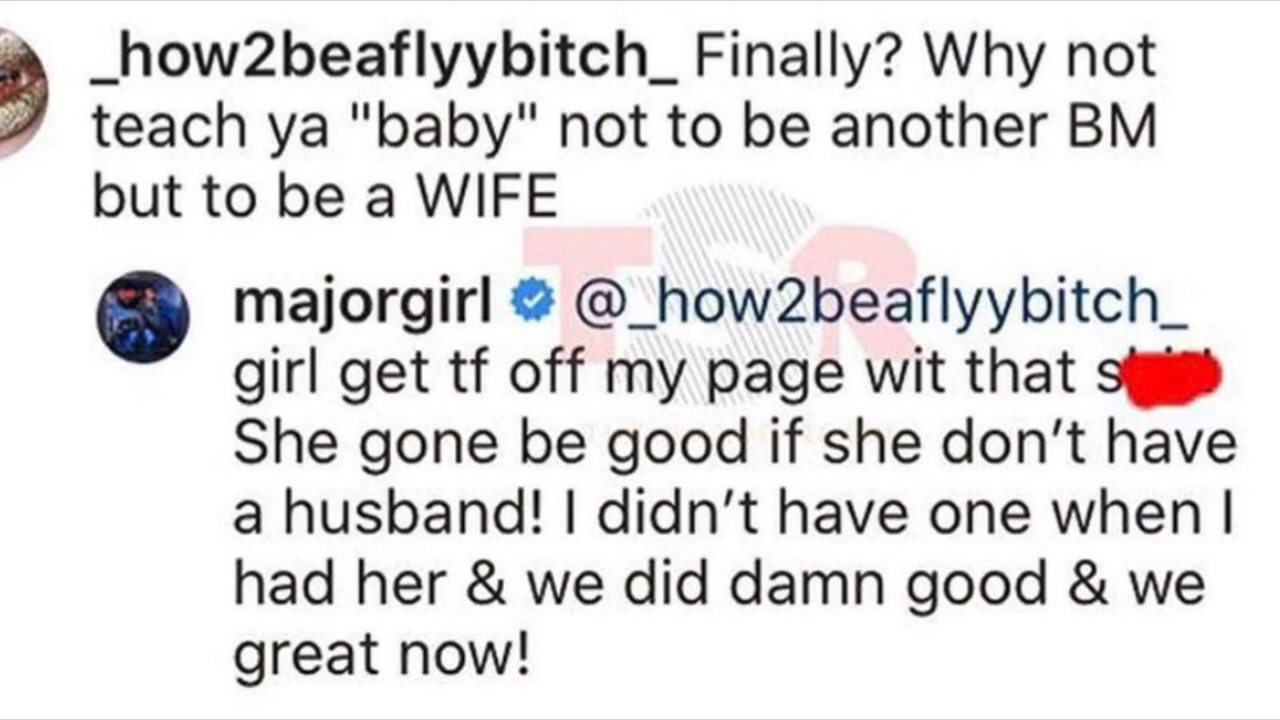 _how2beaflyybitch_ Finally? Why not
teach ya "baby" not to be another BM
but to be a WIFE
TSR
majorgirl @_how2beaflyybitch_
girl get tf off my page wit that
She gone be good if she don't have
a husband! I didn't have one when I
had her & we did damn good & we
great now!